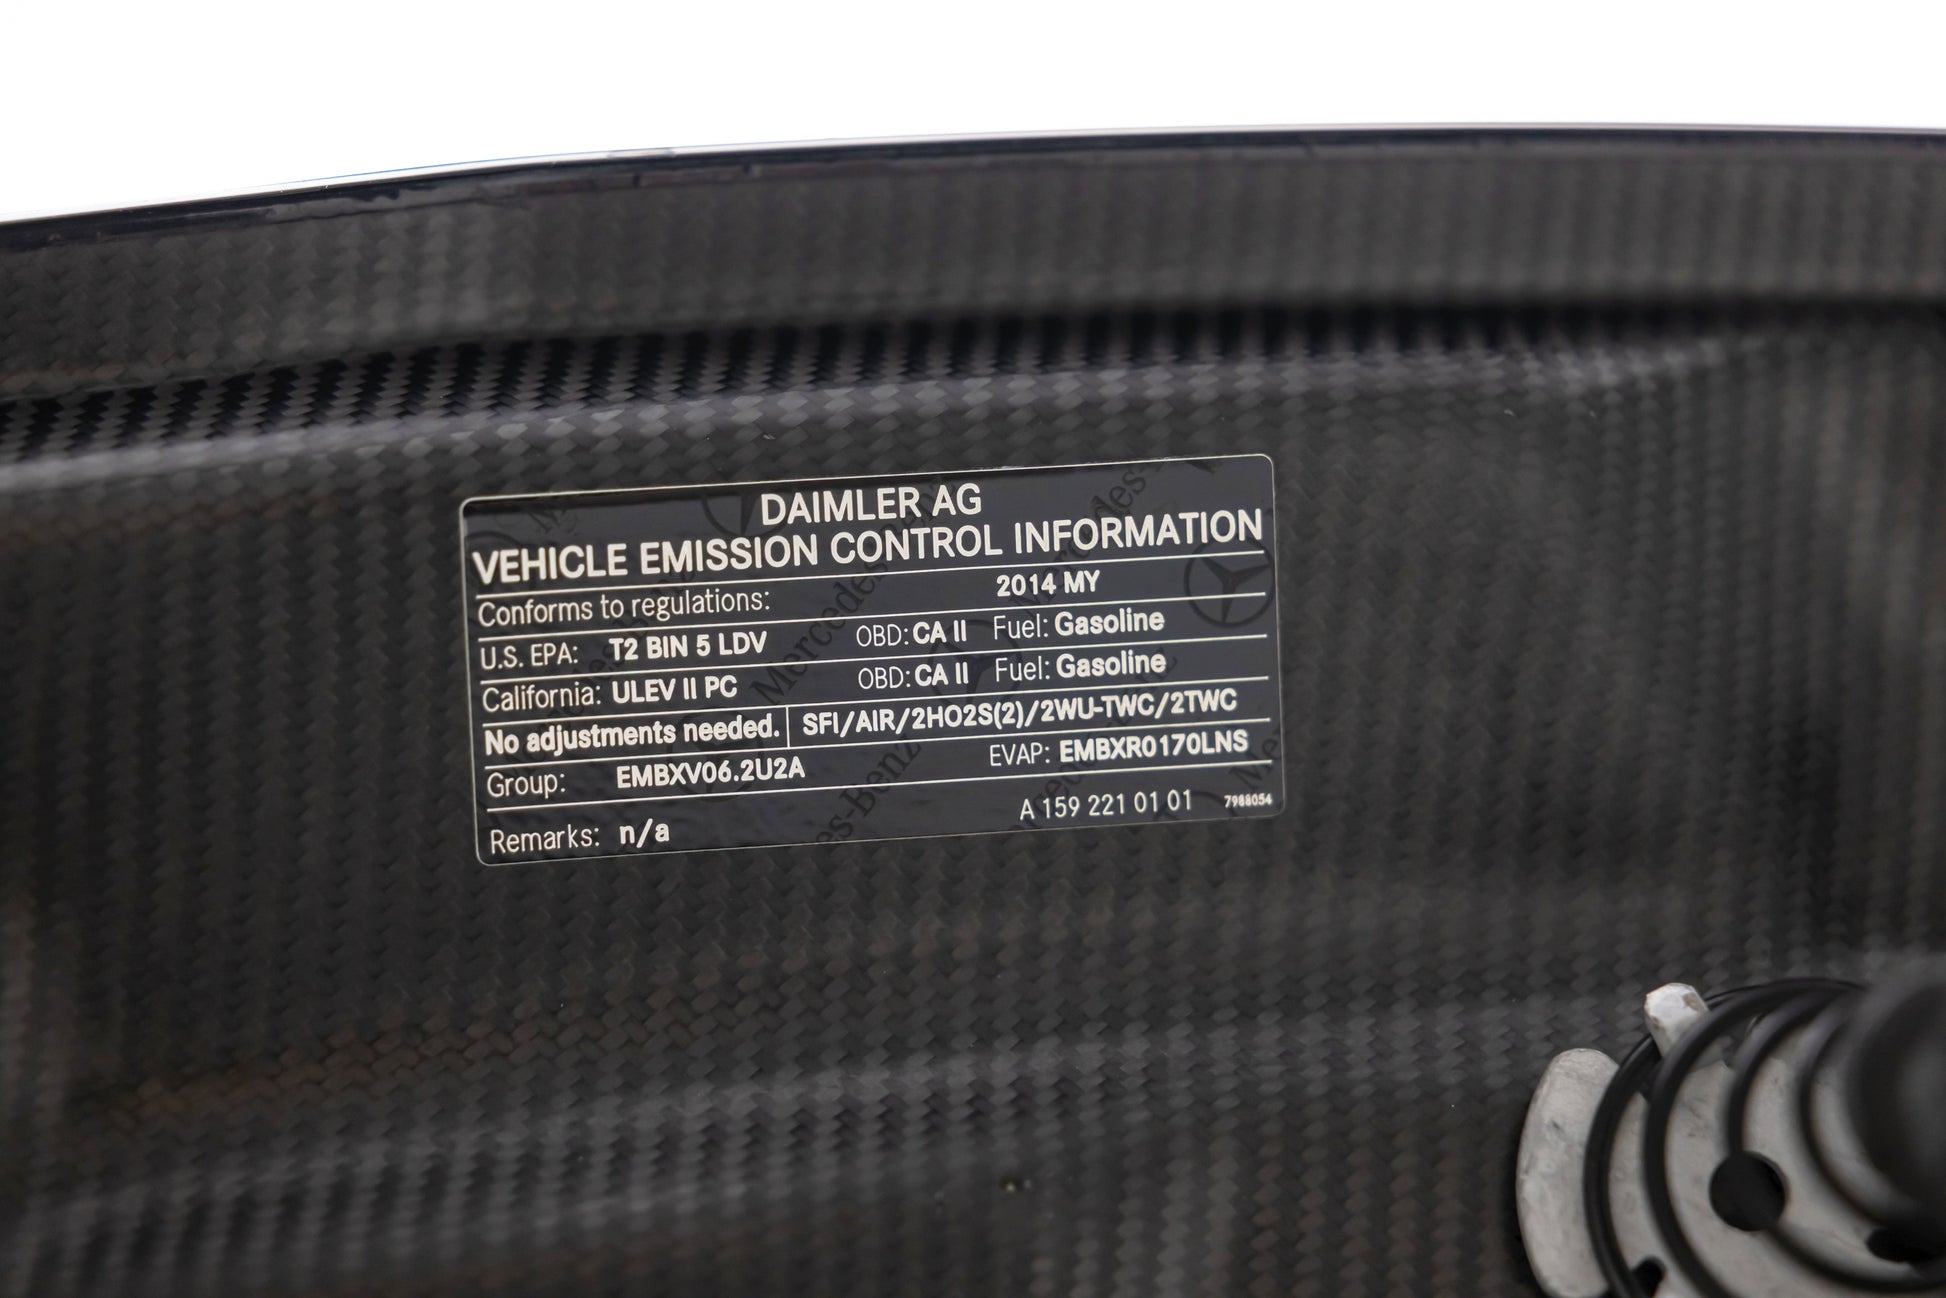 DAIMLER AG
VEHICLE EMISSION CONTROL INFORMATION
Conforms to regulations: 2014 MY
U.S. EPA: T2 BIN 5 LDV OBD: CA II Fuel: Gasoline
California: ULEV II PC OBD: CA II Fuel: Gasoline
No adjustments needed. SFI/AIR/2HO2S(2)/2WU-TWC/2TWC
Group: EMBXV06.2U2A EVAP: EMBXR0170LNS
Remarks: n/a A 159 221 01 01 7988054